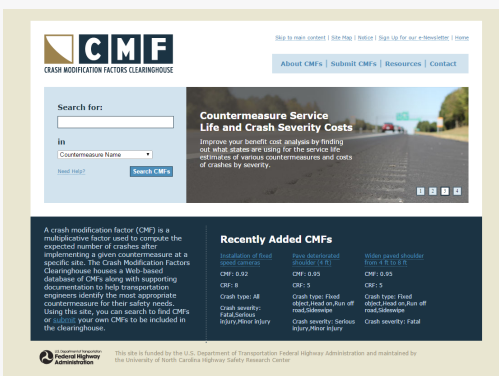 Skip to main content | Site Map | Notice | Sign Up for our e-Newsletter | Home
CMF
CRASH MODIFICATION FACTORS CLEARINGHOUSE
About CMFs | Submit CMFs | Resources | Contact
Search for:
in
Countermeasure Name
Need Help?
Search CMFs
Countermeasure Service
Life and Crash Severity Costs
Improve your benefit cost analysis by finding
out what states are using for the service life
estimates of various countermeasures and costs
of crashes by severity.
1 2 3 4
A crash modification factor (CMF) is a
multiplicative factor used to compute the
expected number of crashes after
implementing a given countermeasure at a
specific site. The Crash Modification Factors
Clearinghouse houses a Web-based
database of CMFs along with supporting
documentation to help transportation
engineers identify the most appropriate
countermeasure for their safety needs.
Using this site, you can search to find CMFs
or submit your own CMFs to be included in
the clearinghouse.
Recently Added CMFs
Installation of fixed
speed cameras
CMF: 0.92
CRF: 8
Crash type: All
Crash severity:
Fatal,Serious
injury,Minor injury
Pave deteriorated
shoulder (4 ft)
CMF: 0.95
CRF: 5
Crash type: Fixed
object,Head on,Run off
road,Sideswipe
Crash severity: Serious
injury,Minor injury
Widen paved shoulder
from 4 ft to 6 ft
CMF: 0.95
CRF: 5
Crash type: Fixed
object,Head on,Run off
road,Sideswipe
Crash severity: Fatal
U.S. Department of Transportation
Federal Highway
Administration
This site is funded by the U.S. Department of Transportation Federal Highway Administration and maintained by
the University of North Carolina Highway Safety Research Center